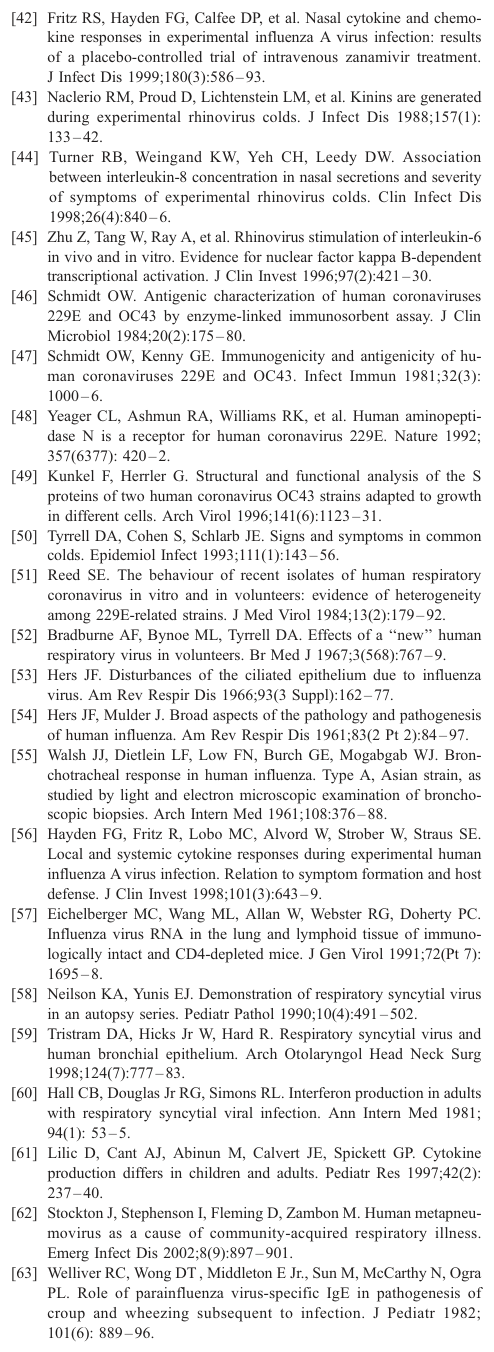 [42] Fritz RS, Hayden FG, Calfee DP, et al. Nasal cytokine and chemo-
kine responses in experimental influenza A virus infection: results
of a placebo-controlled trial of intravenous zanamivir treatment.
J Infect Dis 1999;180(3):586–93.
[43] Naclerio RM, Proud D, Lichtenstein LM, et al. Kinins are generated
during experimental rhinovirus colds. J Infect Dis 1988;157(1):
133–42.
[44] Turner RB, Weingand KW, Yeh CH, Leedy DW. Association
between interleukin-8 concentration in nasal secretions and severity
of symptoms of experimental rhinovirus colds. Clin Infect Dis
1998;26(4):840–6.
[45] Zhu Z, Tang W, Ray A, et al. Rhinovirus stimulation of interleukin-6
in vivo and in vitro. Evidence for nuclear factor kappa B-dependent
transcriptional activation. J Clin Invest 1996;97(2):421–30.
[46] Schmidt OW. Antigenic characterization of human coronaviruses
229E and OC43 by enzyme-linked immunosorbent assay. J Clin
Microbiol 1984;20(2):175–80.
[47] Schmidt OW, Kenny GE. Immunogenicity and antigenicity of hu-
man coronaviruses 229E and OC43. Infect Immun 1981;32(3):
1000–6.
[48] Yeager CL, Ashmun RA, Williams RK, et al. Human aminopepti-
dase N is a receptor for human coronavirus 229E. Nature 1992;
357(6377): 420–2.
[49] Kunkel F, Herrler G. Structural and functional analysis of the S
proteins of two human coronavirus OC43 strains adapted to growth
in different cells. Arch Virol 1996;141(6):1123–31.
[50] Tyrrell DA, Cohen S, Schlarb JE. Signs and symptoms in common
colds. Epidemiol Infect 1993;111(1):143–56.
[51] Reed SE. The behaviour of recent isolates of human respiratory
coronavirus in vitro and in volunteers: evidence of heterogeneity
among 229E-related strains. J Med Virol 1984;13(2):179–92.
[52] Bradburne AF, Bynoe ML, Tyrrell DA. Effects of a ‘‘new’’ human
respiratory virus in volunteers. Br Med J 1967;3(568):767–9.
[53] Hers JF. Disturbances of the ciliated epithelium due to influenza
virus. Am Rev Respir Dis 1966;93(3 Suppl):162–77.
[54] Hers JF, Mulder J. Broad aspects of the pathology and pathogenesis
of human influenza. Am Rev Respir Dis 1961;83(2 Pt 2):84–97.
[55] Walsh JJ, Dietlein LF, Low FN, Burch GE, Mogabgab WJ. Bron-
chotracheal response in human influenza. Type A, Asian strain, as
studied by light and electron microscopic examination of broncho-
scopic biopsies. Arch Intern Med 1961;108:376–88.
[56] Hayden FG, Fritz R, Lobo MC, Alvord W, Strober W, Straus SE.
Local and systemic cytokine responses during experimental human
influenza A virus infection. Relation to symptom formation and host
defense. J Clin Invest 1998;101(3):643–9.
[57] Eichelberger MC, Wang ML, Allan W, Webster RG, Doherty PC.
Influenza virus RNA in the lung and lymphoid tissue of immuno-
logically intact and CD4-depleted mice. J Gen Virol 1991;72(Pt 7):
1695–8.
[58] Neilson KA, Yunis EJ. Demonstration of respiratory syncytial virus
in an autopsy series. Pediatr Pathol 1990;10(4):491–502.
[59] Tristram DA, Hicks Jr W, Hard R. Respiratory syncytial virus and
human bronchial epithelium. Arch Otolaryngol Head Neck Surg
1998;124(7):777–83.
[60] Hall CB, Douglas Jr RG, Simons RL. Interferon production in adults
with respiratory syncytial viral infection. Ann Intern Med 1981;
94(1): 53–5.
[61] Lilic D, Cant AJ, Abinun M, Calvert JE, Spickett GP. Cytokine
production differs in children and adults. Pediatr Res 1997;42(2):
237–40.
[62] Stockton J, Stephenson I, Fleming D, Zambon M. Human metapneu-
movirus as a cause of community-acquired respiratory illness.
Emerg Infect Dis 2002;8(9):897–901.
[63] Welliver RC, Wong DT , Middleton E Jr., Sun M, McCarthy N, Ogra
PL. Role of parainfluenza virus-specific IgE in pathogenesis of
croup and wheezing subsequent to infection. J Pediatr 1982;
101(6): 889–96.